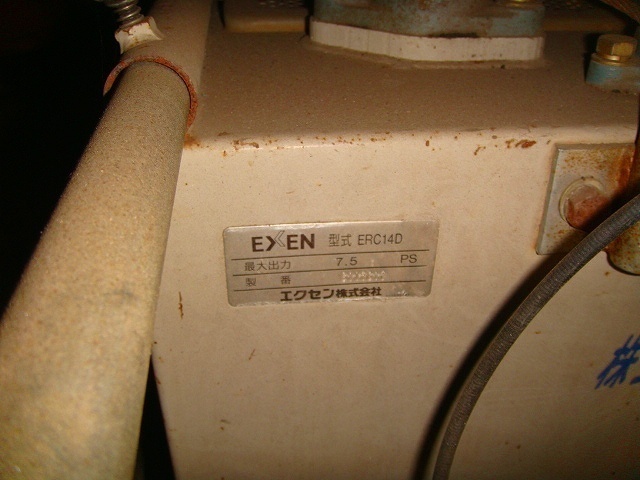 EXEN 型式 ERC14D
最大出力 7.5 PS
製番
エクセン株式会社
株